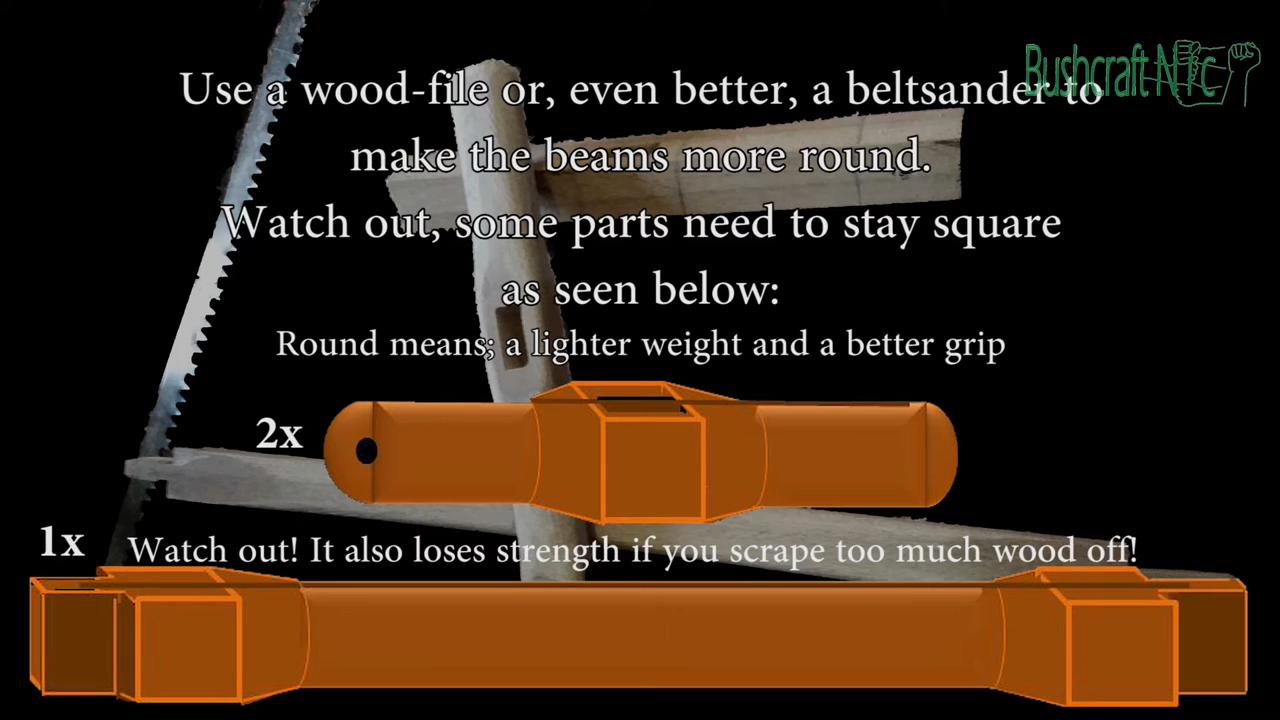 Bushcraft NTC
Use a wood-file or, even better, a beltsander to
make the beams more round.
Watch out, some parts need to stay square
as seen below:
Round means; a lighter weight and a better grip
2x
1x
Watch out! It also loses strength if you scrape too much wood off!